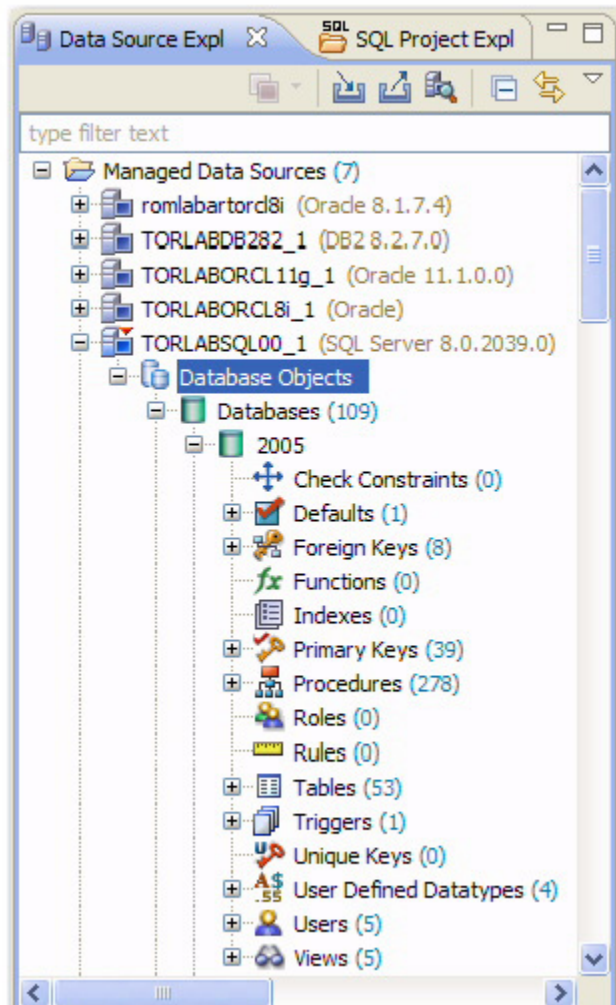 Data Source Expl
SQL SQL Project Expl
type filter text
Managed Data Sources (7)
romlabartorcl8i (Oracle 8.1.7.4)
TORLABDB282_1 (DB2 8.2.7.0)
TORLABORCL11g_1 (Oracle 11.1.0.0)
TORLABORCL8i_1 (Oracle)
TORLABSQL00_1 (SQL Server 8.0.2039.0)
Database Objects
Databases (109)
2005
Check Constraints (0)
Defaults (1)
Foreign Keys (8)
fx Functions (0)
Indexes (0)
Primary Keys (39)
Procedures (278)
Roles (0)
Rules (0)
Tables (53)
Triggers (1)
U Unique Keys (0)
A$ .55 User Defined Datatypes (4)
Users (5)
Views (5)